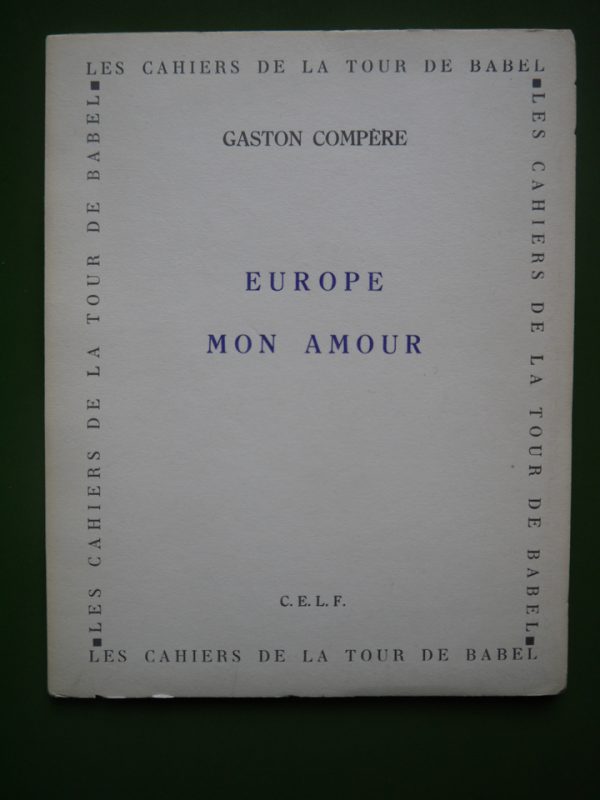 LES CAHIERS DE LA TOUR DE BABEL
LES CAHIERS DE LA TOUR DE BABEL
LES CAHIERS DE LA TOUR DE BABEL
GASTON COMPÈRE
EUROPE
MON AMOUR
C. E. L. F.
LES CAHIERS DE LA TOUR DE BABEL